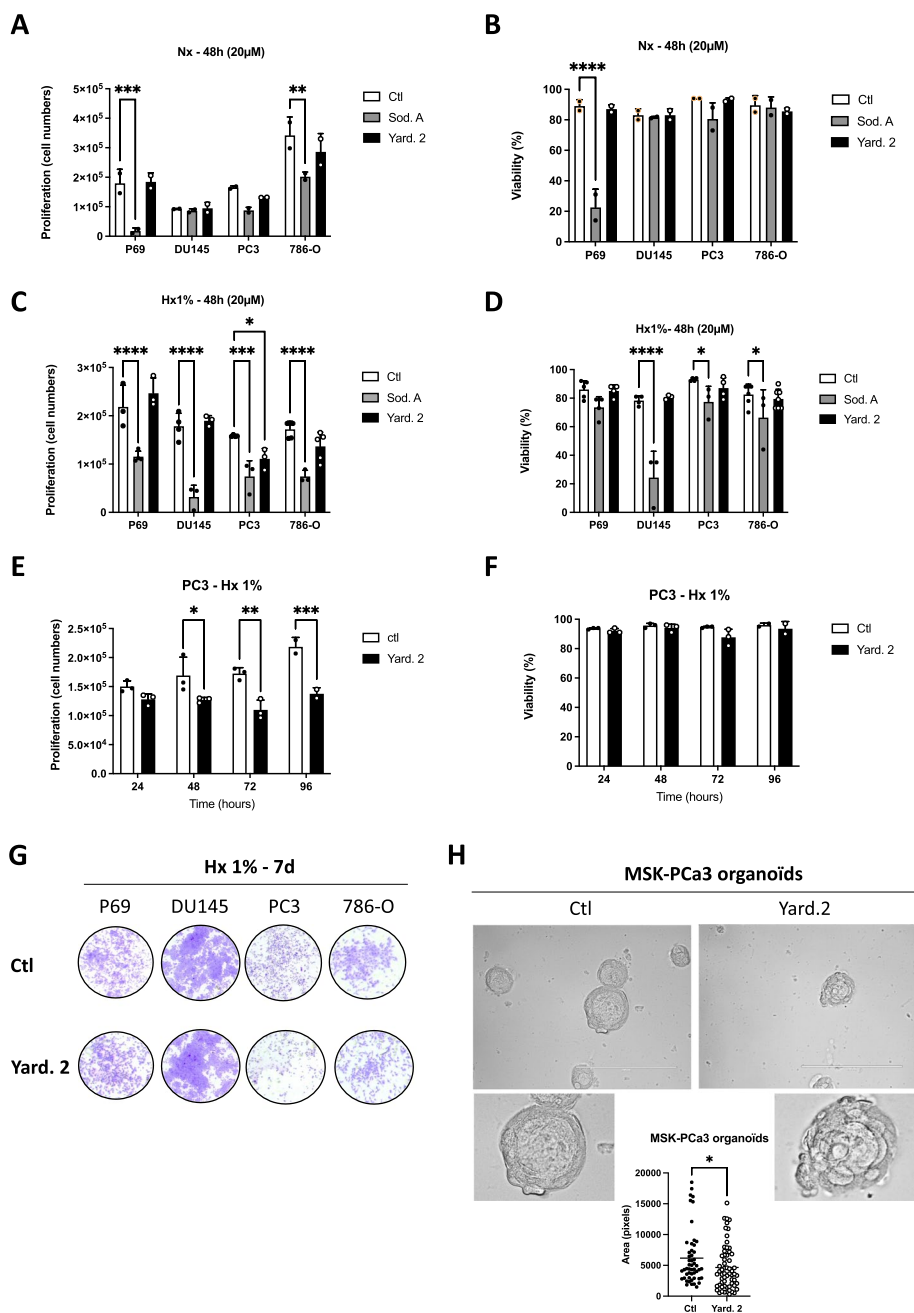 A
Nx - 48h (20µM)
Proliferation (cell numbers)
5×10⁵
4×10⁵
3×10⁵
2×10⁵
1×10⁵
0
***
**
P69
DU145
PC3
786-O
Ctl
Sod. A
Yard. 2
B
Nx - 48h (20µM)
Viability (%)
100
80
60
40
20
0
****
P69
DU145
PC3
786-O
Ctl
Sod. A
Yard. 2
C
Hx1% - 48h (20µM)
Proliferation (cell numbers)
3×10⁵
2×10⁵
1×10⁵
0
****
****
***
*
****
P69
DU145
PC3
786-O
Ctl
Sod. A
Yard. 2
D
Hx1%- 48h (20µM)
Viability (%)
100
80
60
40
20
0
****
*
*
P69
DU145
PC3
786-O
Ctl
Sod. A
Yard. 2
E
PC3 - Hx 1%
Proliferation (cell numbers)
2.5×10⁵
2.0×10⁵
1.5×10⁵
1.0×10⁵
5.0×10⁴
0.0
*
**
***
24
48
72
96
Time (hours)
ctl
Yard. 2
F
PC3 - Hx 1%
Viability (%)
100
80
60
40
20
0
24
48
72
96
Time (hours)
Ctl
Yard. 2
G
Hx 1% - 7d
P69
DU145
PC3
786-O
Ctl
Yard. 2
H
MSK-PCa3 organoïds
Ctl
Yard.2
MSK-PCa3 organoïds
Area (pixels)
20000
15000
10000
5000
0
*
Ctl
Yard. 2